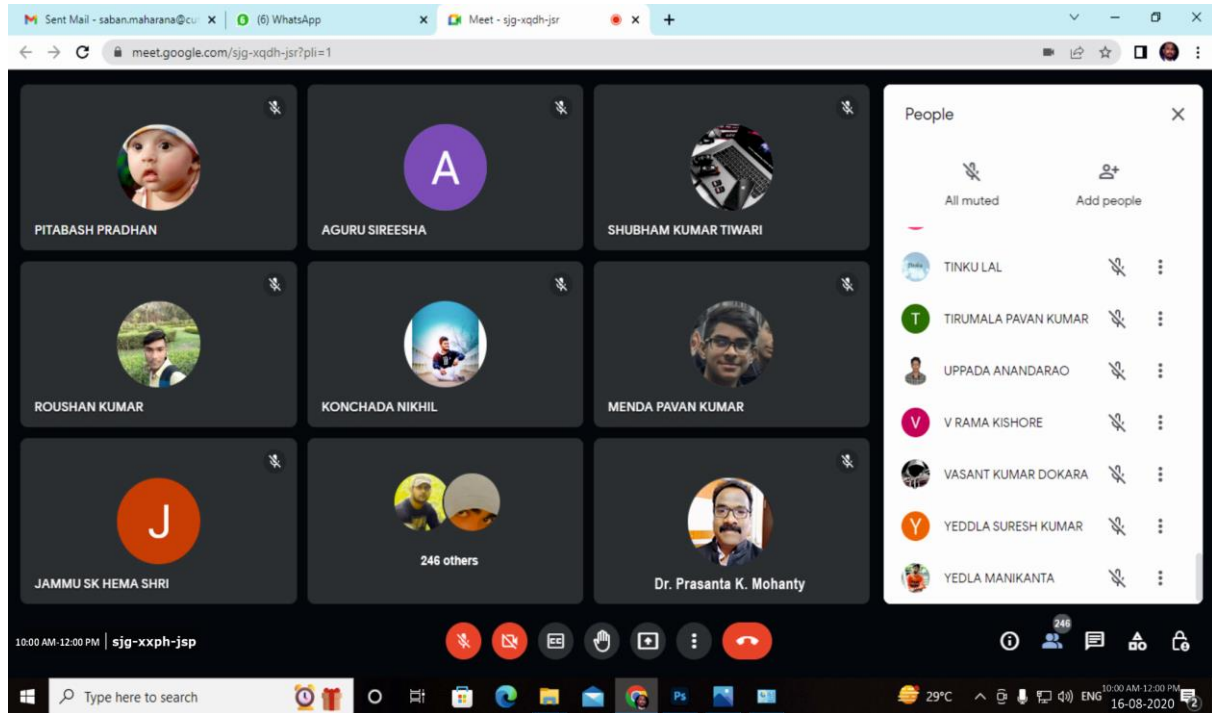 Sent Mail - saban.maharana@cu
(6) WhatsApp
Meet - sjg-xqdh-jsr
meet.google.com/sjg-xqdh-jsr?pli=1
PITABASH PRADHAN
A
AGURU SIREESHA
SHUBHAM KUMAR TIWARI
ROUSHAN KUMAR
KONCHADA NIKHIL
MENDA PAVAN KUMAR
J
JAMMU SK HEMA SHRI
246 others
Dr. Prasanta K. Mohanty
People
All muted
Add people
TINKU LAL
T
TIRUMALA PAVAN KUMAR
UPPADA ANANDARAO
V
V RAMA KISHORE
VASANT KUMAR DOKARA
Y
YEDDLA SURESH KUMAR
YEDLA MANIKANTA
10:00 AM-12:00 PM | sjg-xxph-jsp
CC
246
Type here to search
Ps
29°C
ENG
10:00 AM-12:00 PM
16-08-2020
2